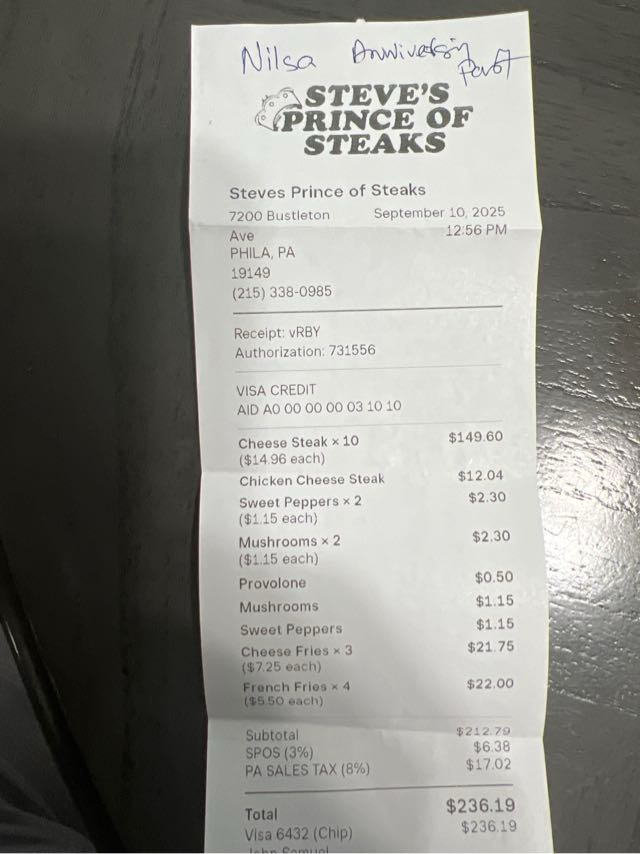 Nilsa Anniversary
STEVE'S
PRINCE OF
STEAKS
Steves Prince of Steaks
7200 Bustleton September 10, 2025
Ave 12:56 PM
PHILA, PA
19149
(215) 338-0985
Receipt: vRBY
Authorization: 731556
VISA CREDIT
AID A0 00 00 00 03 10 10
Cheese Steak × 10 $149.60
($14.96 each)
Chicken Cheese Steak $12.04
Sweet Peppers × 2 $2.30
($1.15 each)
Mushrooms × 2 $2.30
($1.15 each)
Provolone $0.50
Mushrooms $1.15
Sweet Peppers $1.15
Cheese Fries × 3 $21.75
($7.25 each)
French Fries × 4 $22.00
($5.50 each)
Subtotal $212.79
SPOS (3%) $6.38
PA SALES TAX (8%) $17.02
Total $236.19
Visa 6432 (Chip) $236.19